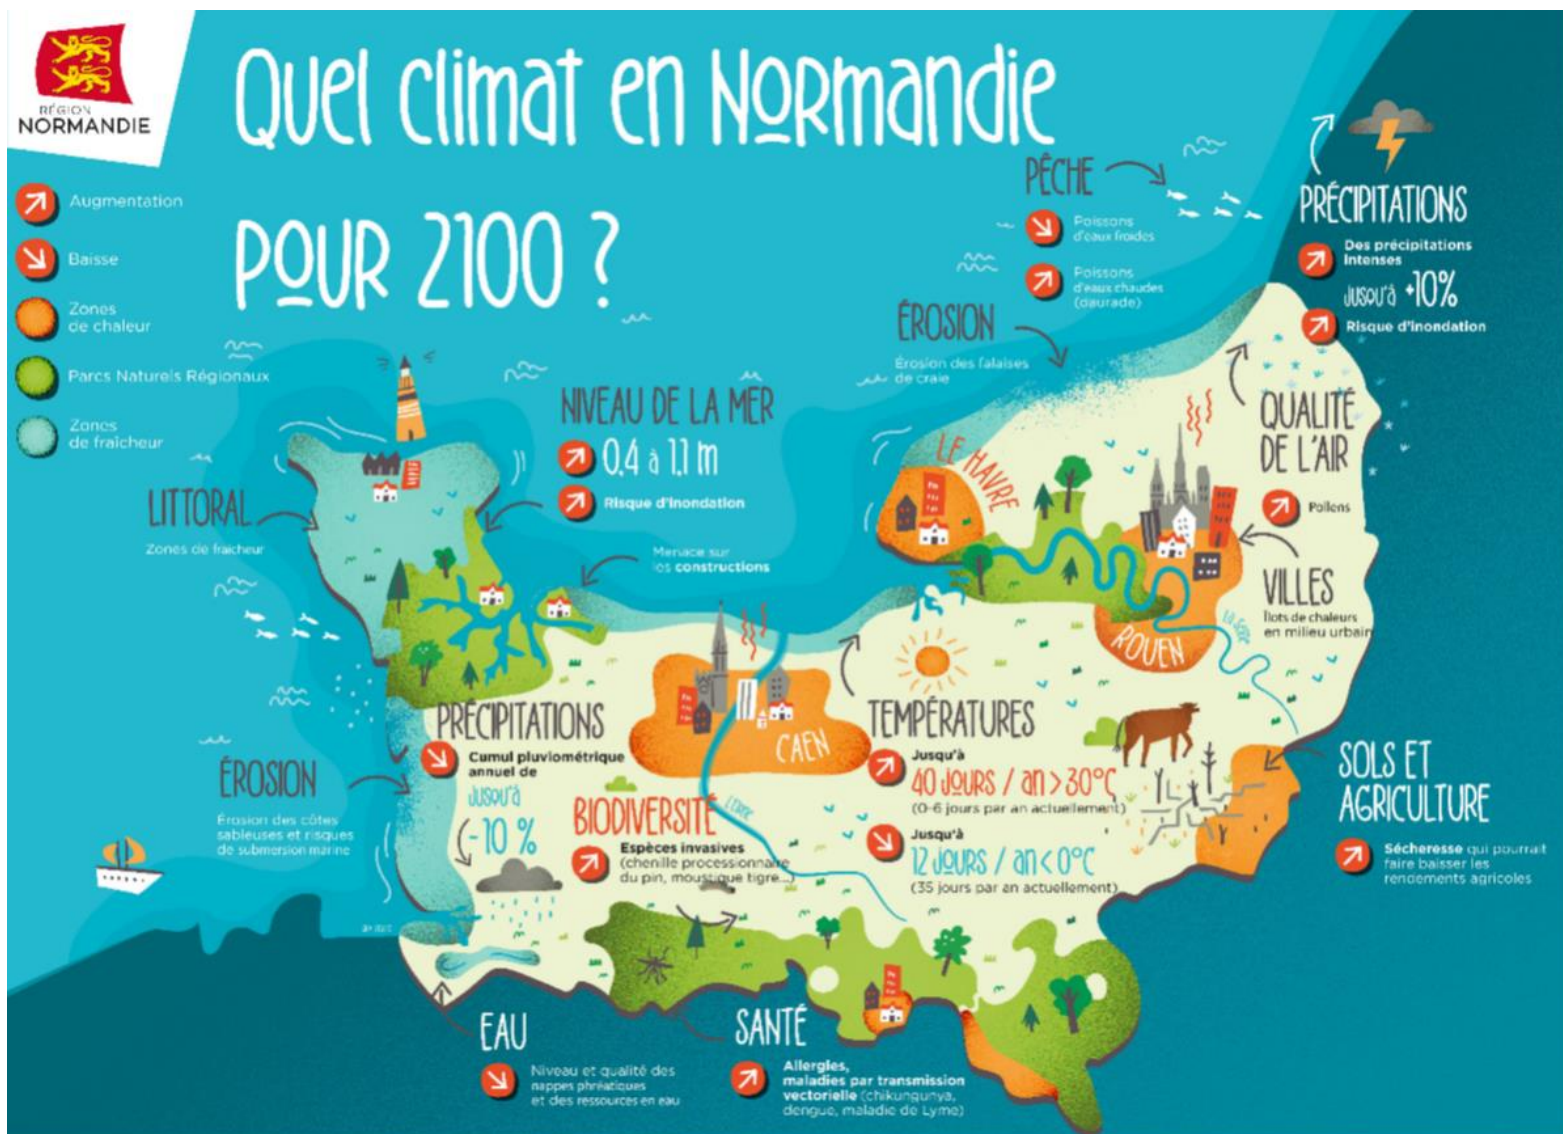 RÉGION
NORMANDIE
Quel climat en Normandie
pour 2100 ?
Augmentation
Baisse
Zones
de chaleur
Parcs Naturels Régionaux
Zones
de fraîcheur
PÊCHE
Poissons
d'eaux froides
Poissons
d'eaux chaudes
(daurade)
PRÉCIPITATIONS
Des précipitations
Intenses
jusqu'à +10%
Risque d'inondation
ÉROSION
Érosion des falaises
de craie
NIVEAU DE LA MER
0,4 à 1,1 m
Risque d'inondation
Menace sur
les constructions
QUALITÉ
DE L'AIR
Pollens
LITTORAL
Zones de fraicheur
LE HAVRE
VILLES
Îlots de chaleurs
en milieu urbain
ROUEN
LA SEINE
CAEN
L'ORNE
PRÉCIPITATIONS
Cumul pluviométrique
annuel de
jusqu'à
-10 %
TEMPÉRATURES
Jusqu'à
40 jours / an > 30°C
(0-6 jours par an actuellement)
Jusqu'à
12 jours / an < 0°C
(35 jours par an actuellement)
ÉROSION
Érosion des côtes
sableuses et risques
de submersion marine
BIODIVERSITÉ
Espèces invasives
(chenille processionnaire
du pin, moustique tigre...)
SOLS ET
AGRICULTURE
Sécheresse qui pourrait
faire baisser les
rendements agricoles
EAU
Niveau et qualité des
nappes phréatiques
et des ressources en eau
SANTÉ
Allergies,
maladies par transmission
vectorielle (chikungunya,
dengue, maladie de Lyme)